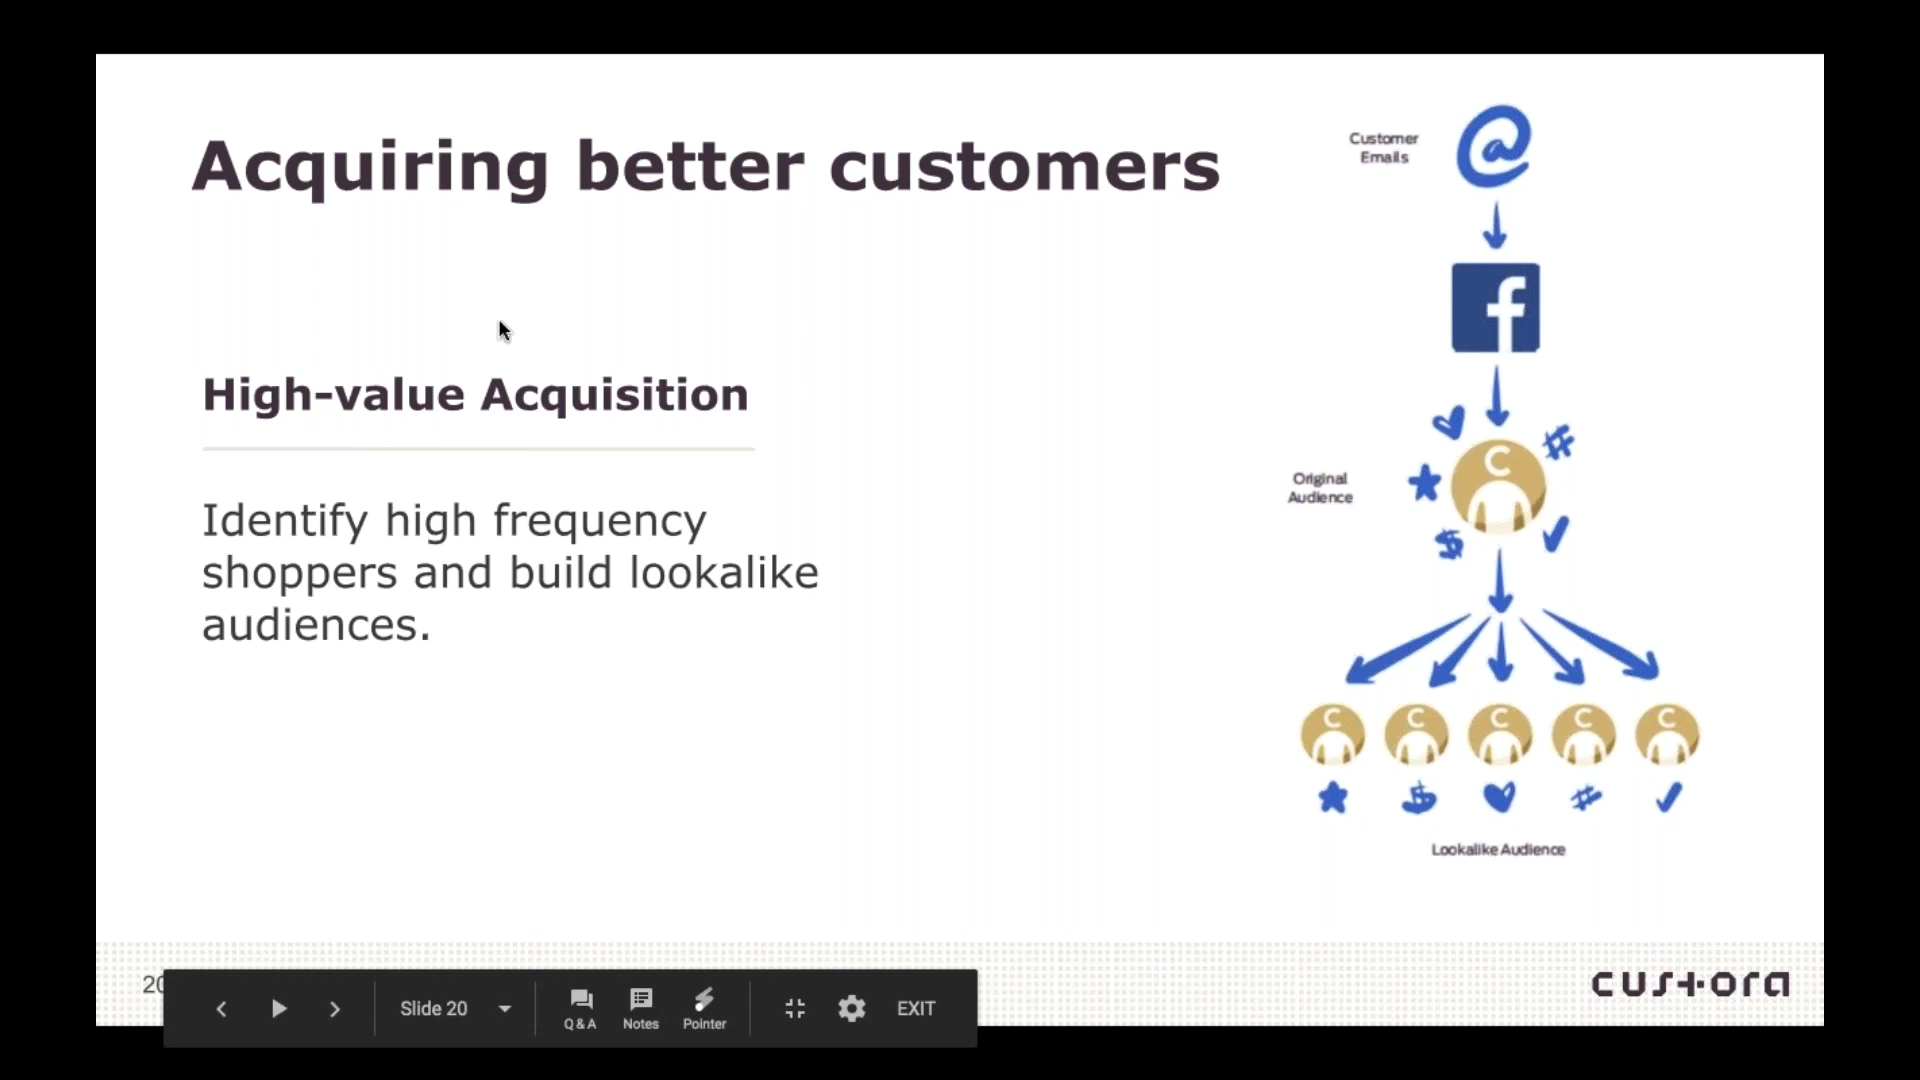 Acquiring better customers
Customer
Emails
High-value Acquisition
Identify high frequency
shoppers and build lookalike
audiences.
Original
Audience
Lookalike Audience
20
custora
Slide 20
Q & A
Notes
Pointer
EXIT